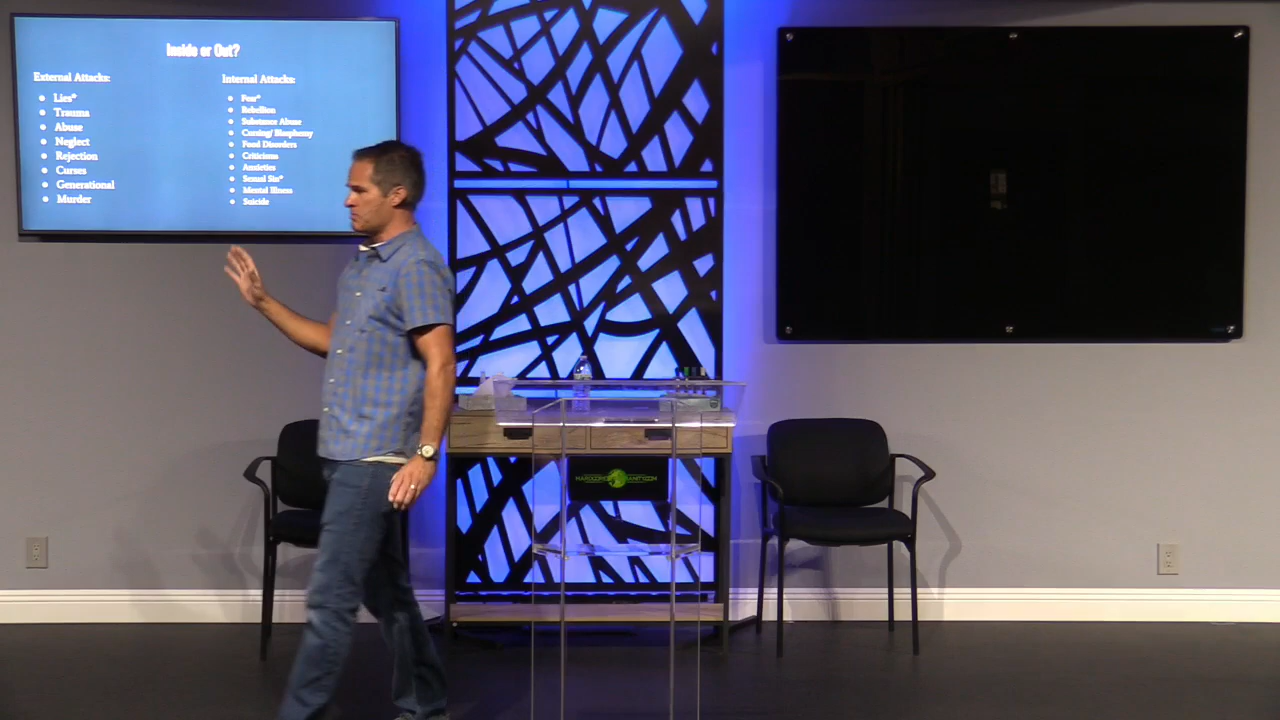 Inside or Out?
External Attacks:
Lies*
Trauma
Abuse
Neglect
Rejection
Curses
Generational
Murder
Internal Attacks:
Fear*
Rebellion
Substance Abuse
Cursing/ Blasphemy
Food Disorders
Criticisms
Anxieties
Sexual Sin*
Mental Illness
Suicide